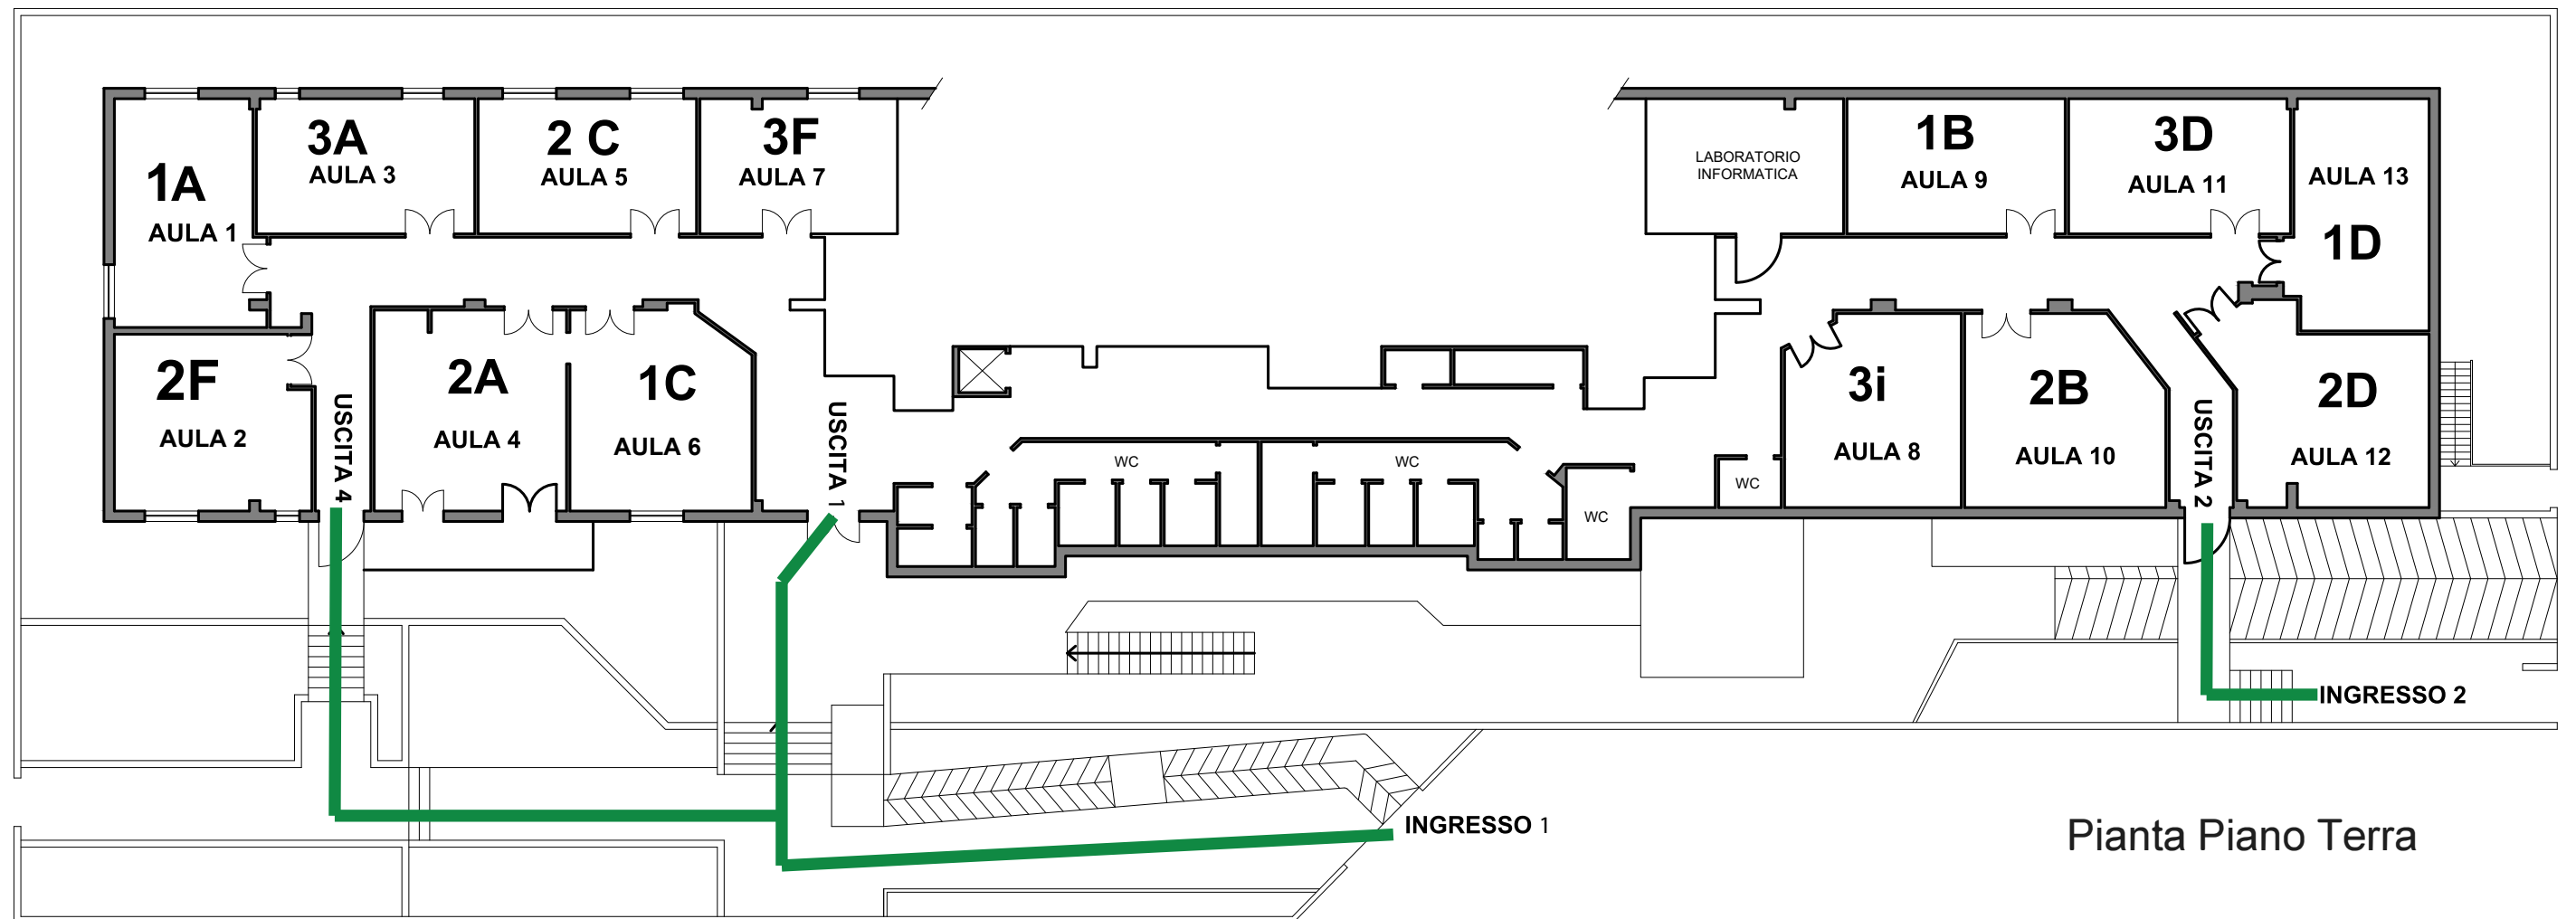 1A
AULA 1
3A
AULA 3
2 C
AULA 5
3F
AULA 7
LABORATORIO
INFORMATICA
1B
AULA 9
3D
AULA 11
AULA 13
1D
2F
AULA 2
USCITA 4
2A
AULA 4
1C
AULA 6
USCITA 1
WC
WC
WC
WC
3i
AULA 8
2B
AULA 10
USCITA 2
2D
AULA 12
INGRESSO 2
INGRESSO 1
Pianta Piano Terra